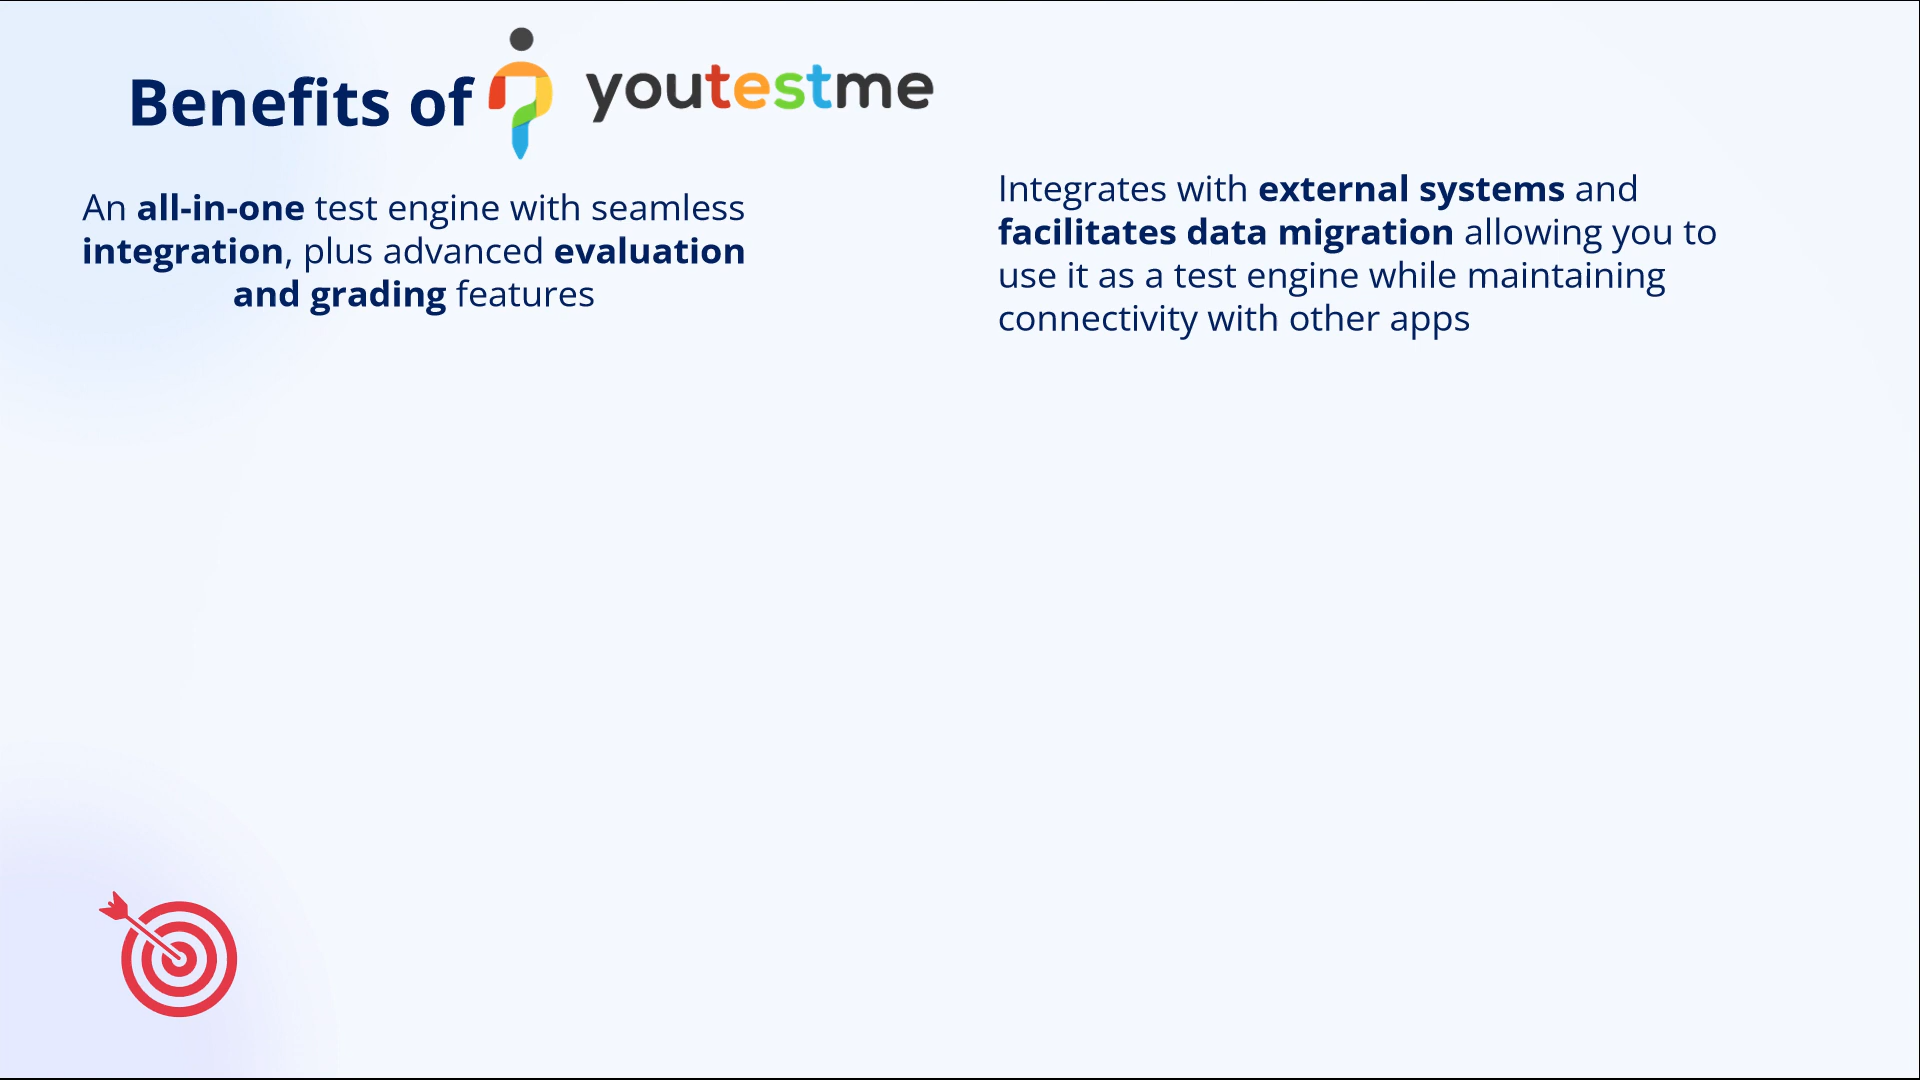 Benefits of youtestme
An all-in-one test engine with seamless
integration, plus advanced evaluation
and grading features
Integrates with external systems and
facilitates data migration allowing you to
use it as a test engine while maintaining
connectivity with other apps